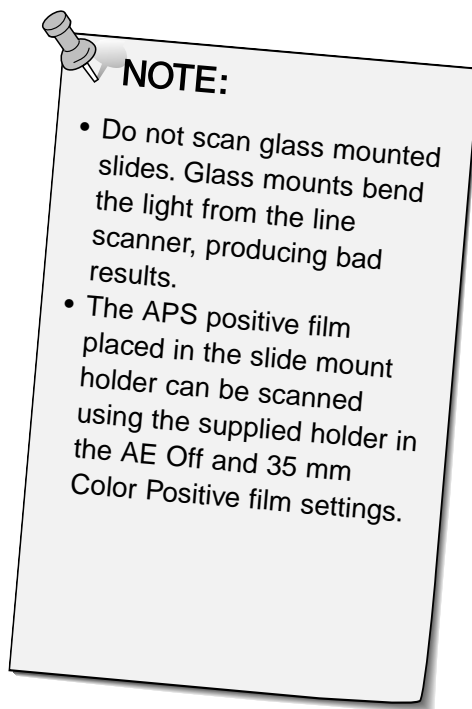 NOTE:
• Do not scan glass mounted
slides. Glass mounts bend
the light from the line
scanner, producing bad
results.
• The APS positive film
placed in the slide mount
holder can be scanned
using the supplied holder in
the AE Off and 35 mm
Color Positive film settings.